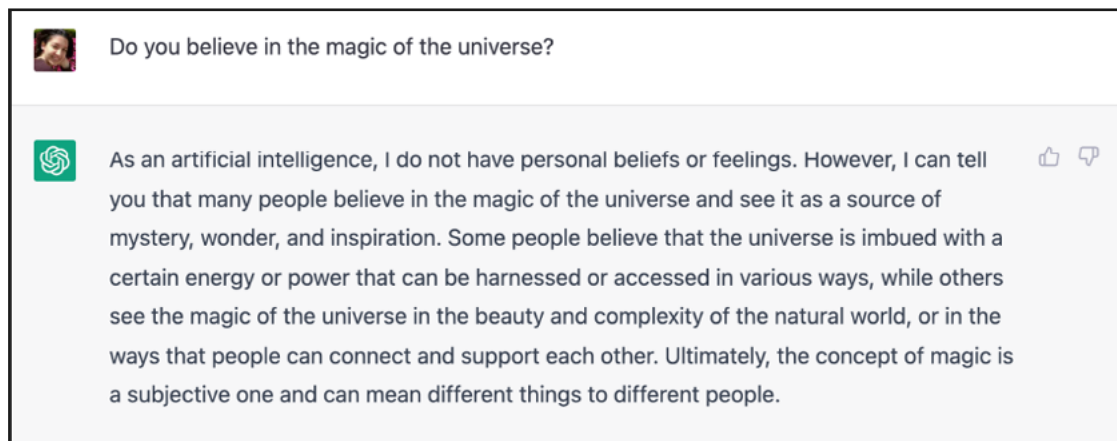 Do you believe in the magic of the universe?
As an artificial intelligence, I do not have personal beliefs or feelings. However, I can tell
you that many people believe in the magic of the universe and see it as a source of
mystery, wonder, and inspiration. Some people believe that the universe is imbued with a
certain energy or power that can be harnessed or accessed in various ways, while others
see the magic of the universe in the beauty and complexity of the natural world, or in the
ways that people can connect and support each other. Ultimately, the concept of magic is
a subjective one and can mean different things to different people.